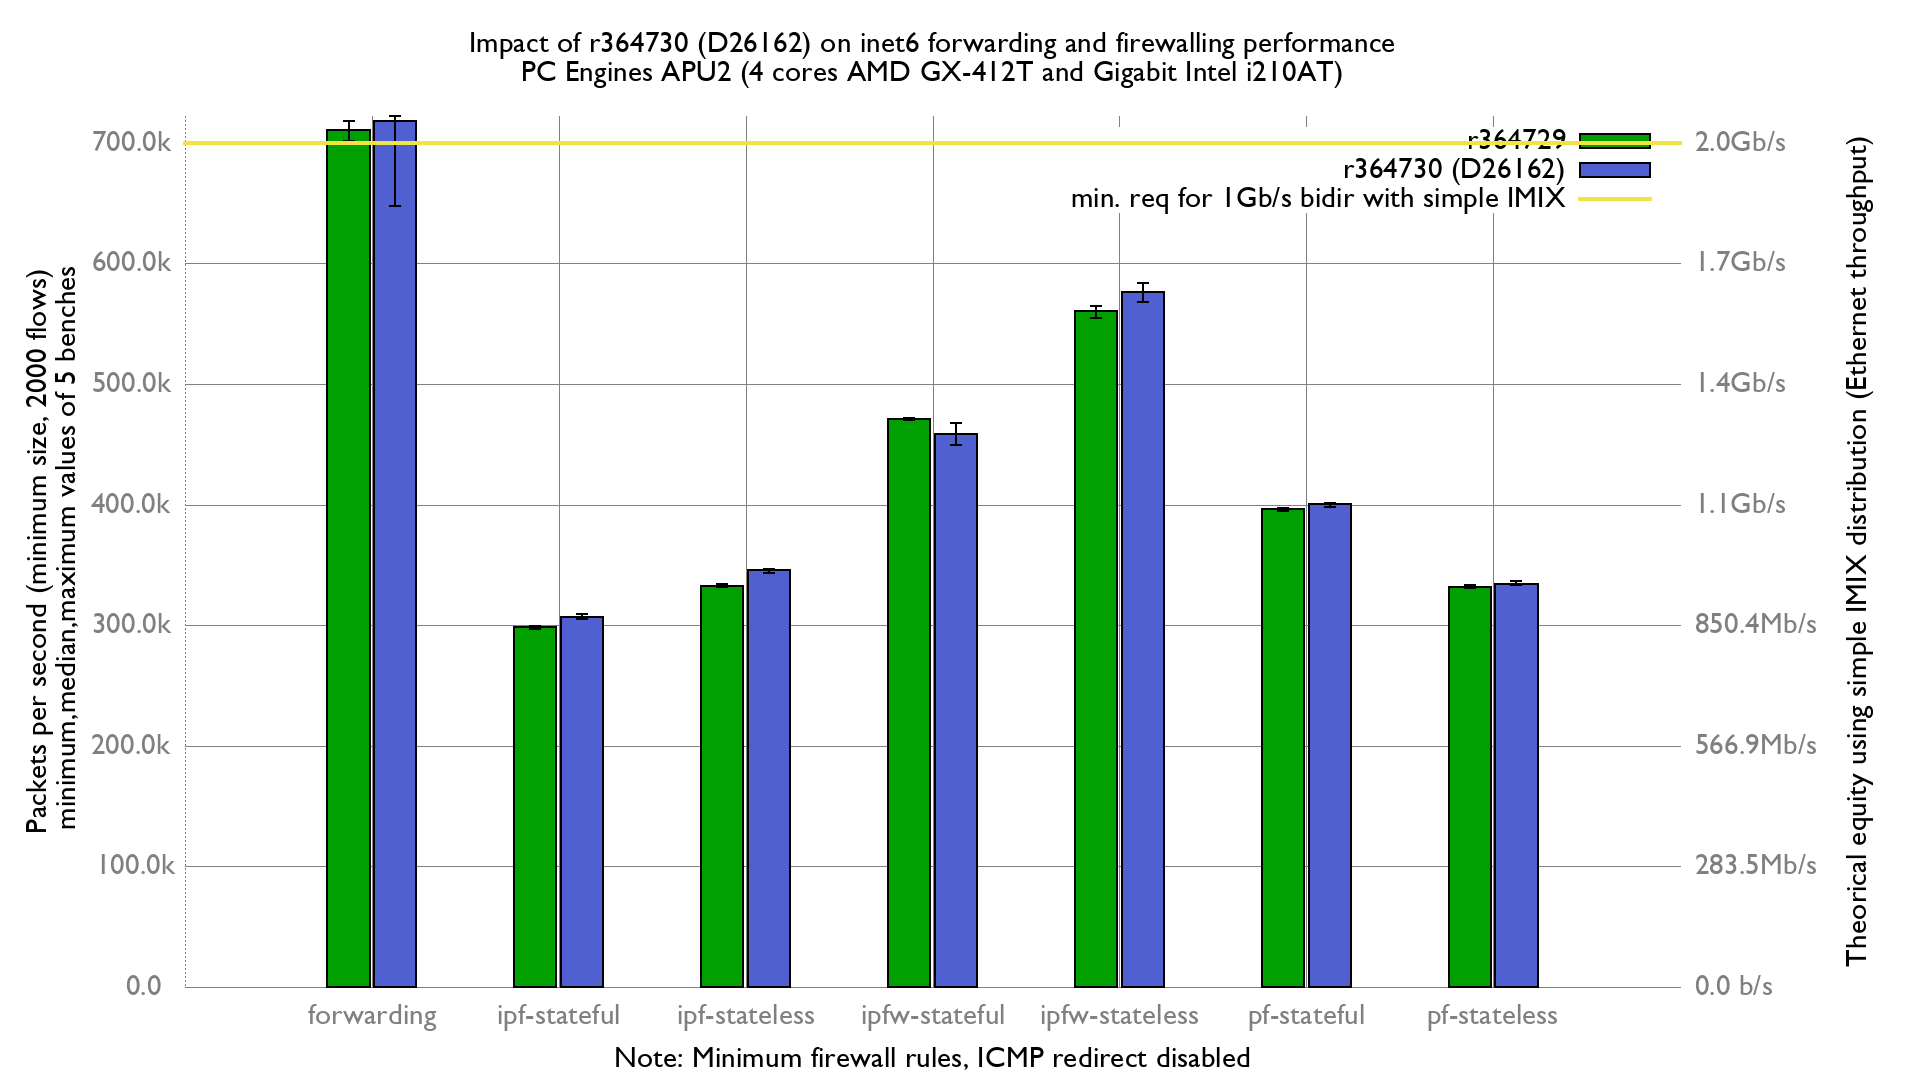 Impact of r364730 (D26162) on inet6 forwarding and firewalling performance
PC Engines APU2 (4 cores AMD GX-412T and Gigabit Intel i210AT)
r364729
r364730 (D26162)
min. req for 1Gb/s bidir with simple IMIX
Packets per second (minimum size, 2000 flows)
minimum,median,maximum values of 5 benches
700.0k
600.0k
500.0k
400.0k
300.0k
200.0k
100.0k
0.0
2.0Gb/s
1.7Gb/s
1.4Gb/s
1.1Gb/s
850.4Mb/s
566.9Mb/s
283.5Mb/s
0.0 b/s
Theorical equity using simple IMIX distribution (Ethernet throughput)
forwarding
ipf-stateful
ipf-stateless
ipfw-stateful
ipfw-stateless
pf-stateful
pf-stateless
Note: Minimum firewall rules, ICMP redirect disabled